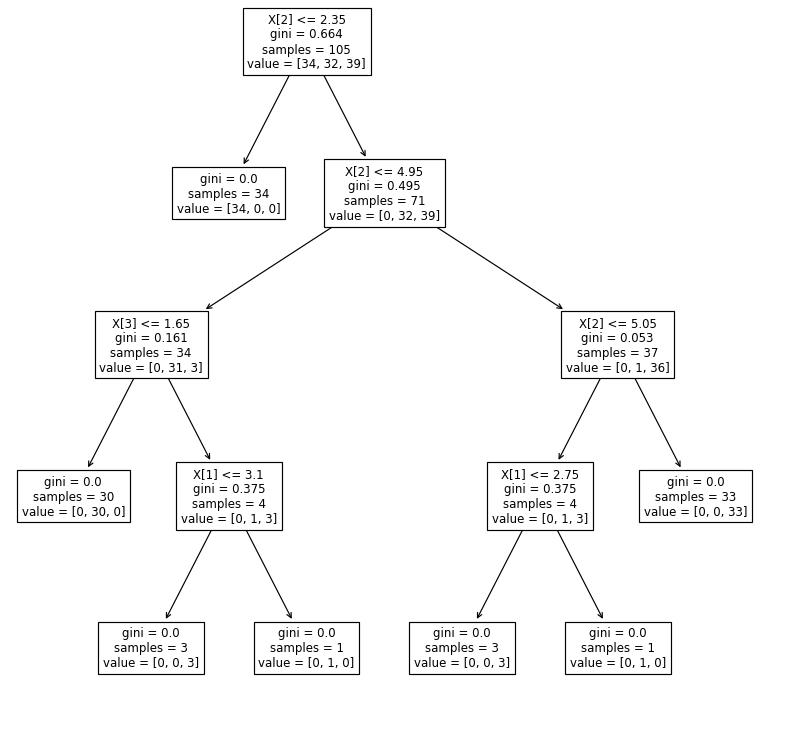 X[2] <= 2.35
gini = 0.664
samples = 105
value = [34, 32, 39]
gini = 0.0
samples = 34
value = [34, 0, 0]
X[2] <= 4.95
gini = 0.495
samples = 71
value = [0, 32, 39]
X[3] <= 1.65
gini = 0.161
samples = 34
value = [0, 31, 3]
X[2] <= 5.05
gini = 0.053
samples = 37
value = [0, 1, 36]
gini = 0.0
samples = 30
value = [0, 30, 0]
X[1] <= 3.1
gini = 0.375
samples = 4
value = [0, 1, 3]
X[1] <= 2.75
gini = 0.375
samples = 4
value = [0, 1, 3]
gini = 0.0
samples = 33
value = [0, 0, 33]
gini = 0.0
samples = 3
value = [0, 0, 3]
gini = 0.0
samples = 1
value = [0, 1, 0]
gini = 0.0
samples = 3
value = [0, 0, 3]
gini = 0.0
samples = 1
value = [0, 1, 0]